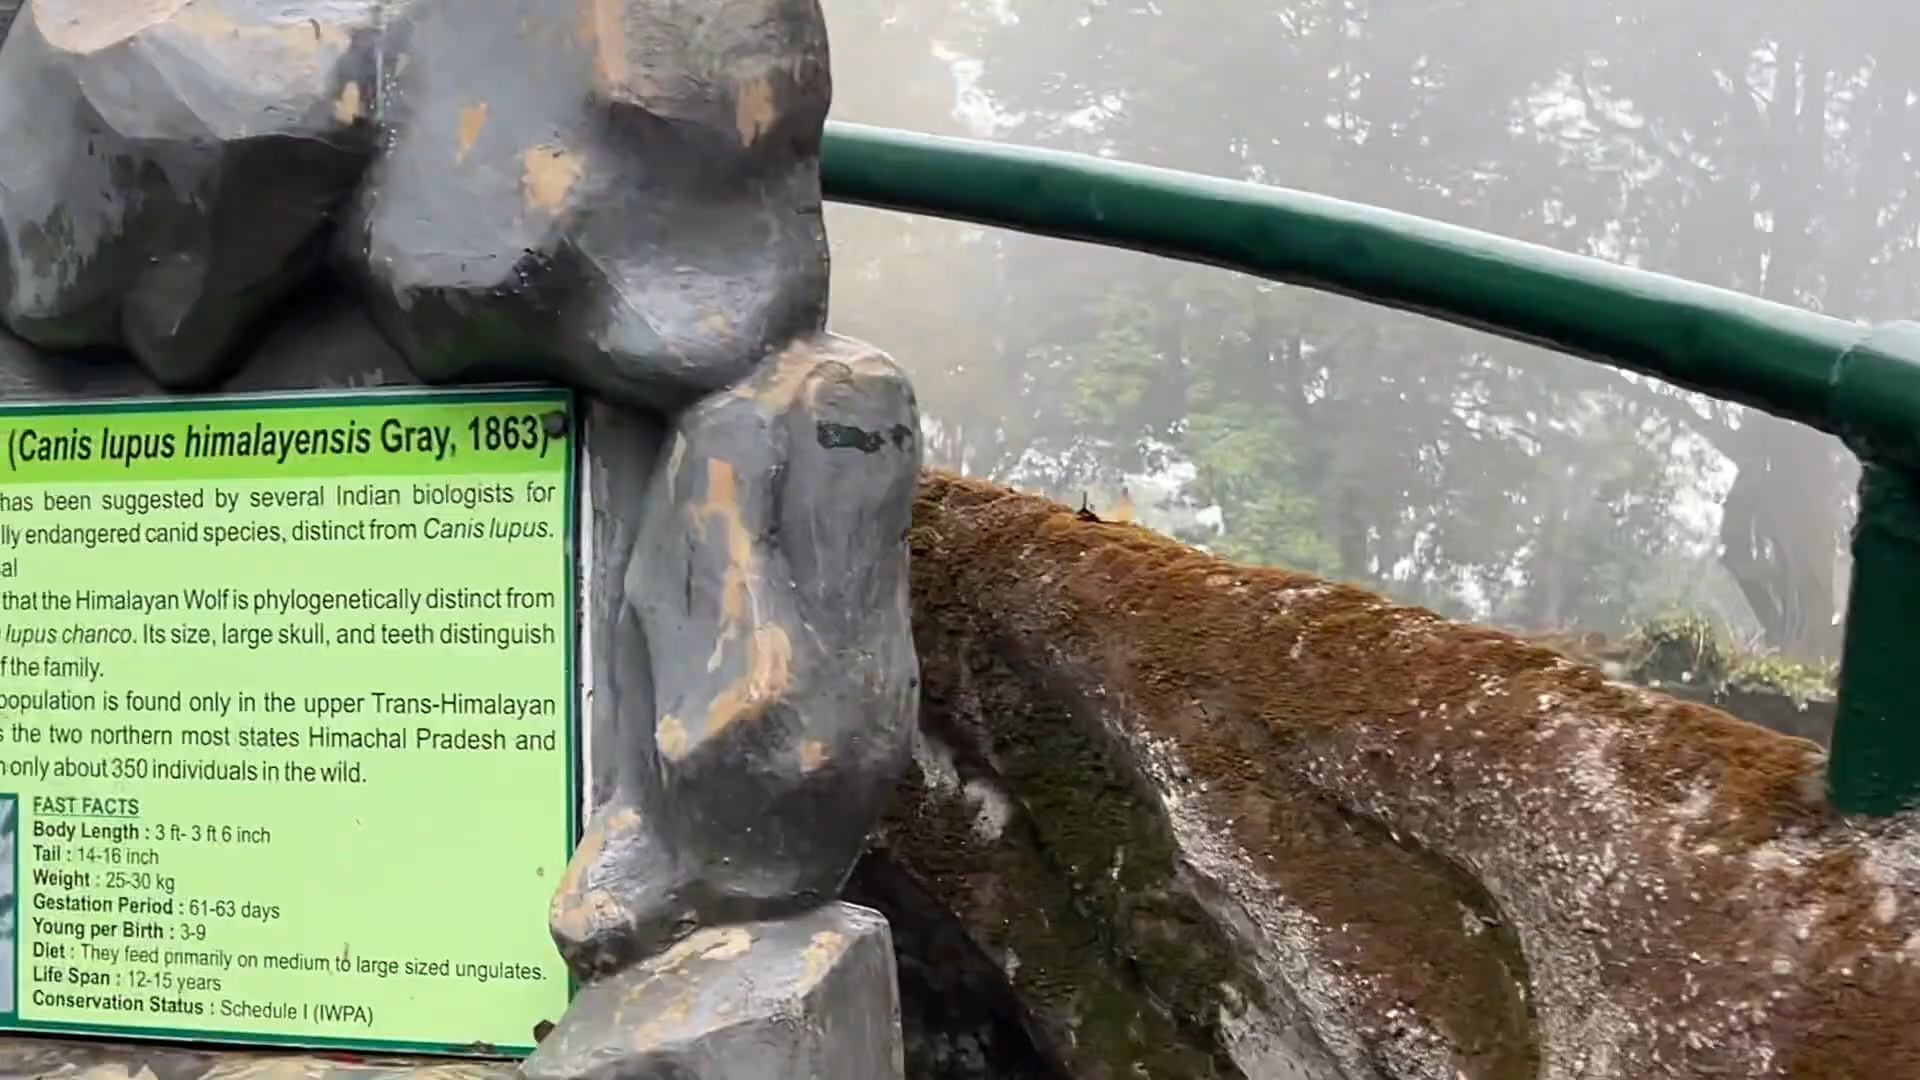 (Canis lupus himalayensis Gray, 1863)
has been suggested by several Indian biologists for
lly endangered canid species, distinct from Canis lupus.
al
that the Himalayan Wolf is phylogenetically distinct from
lupus chanco. Its size, large skull, and teeth distinguish
f the family.
population is found only in the upper Trans-Himalayan
s the two northern most states Himachal Pradesh and
n only about 350 individuals in the wild.
FAST FACTS
Body Length : 3 ft- 3 ft 6 inch
Tail : 14-16 inch
Weight : 25-30 kg
Gestation Period : 61-63 days
Young per Birth : 3-9
Diet : They feed primarily on medium to large sized ungulates.
Life Span : 12-15 years
Conservation Status : Schedule I (IWPA)